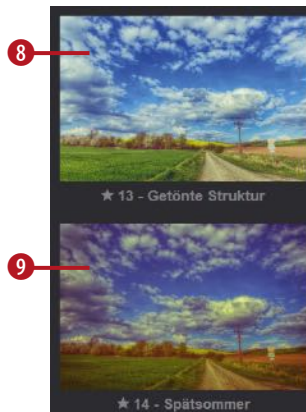 8
★ 13 - Getönte Struktur
9
★ 14 - Spätsommer